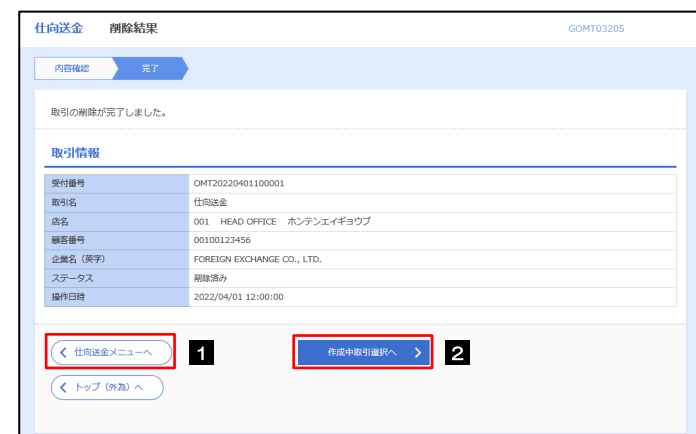 仕向送金 削除結果 GOMT03205
内容確認 完了
取引の削除が完了しました。
取引情報
受付番号 OMT20220401100001
取引名 仕向送金
店名 001 HEAD OFFICE ホンテンエイギョウブ
顧客番号 00100123456
企業名（英字） FOREIGN EXCHANGE CO., LTD.
ステータス 削除済み
操作日時 2022/04/01 12:00:00
仕向送金メニューへ 1 作成中取引選択へ 2
トップ（外為）へ